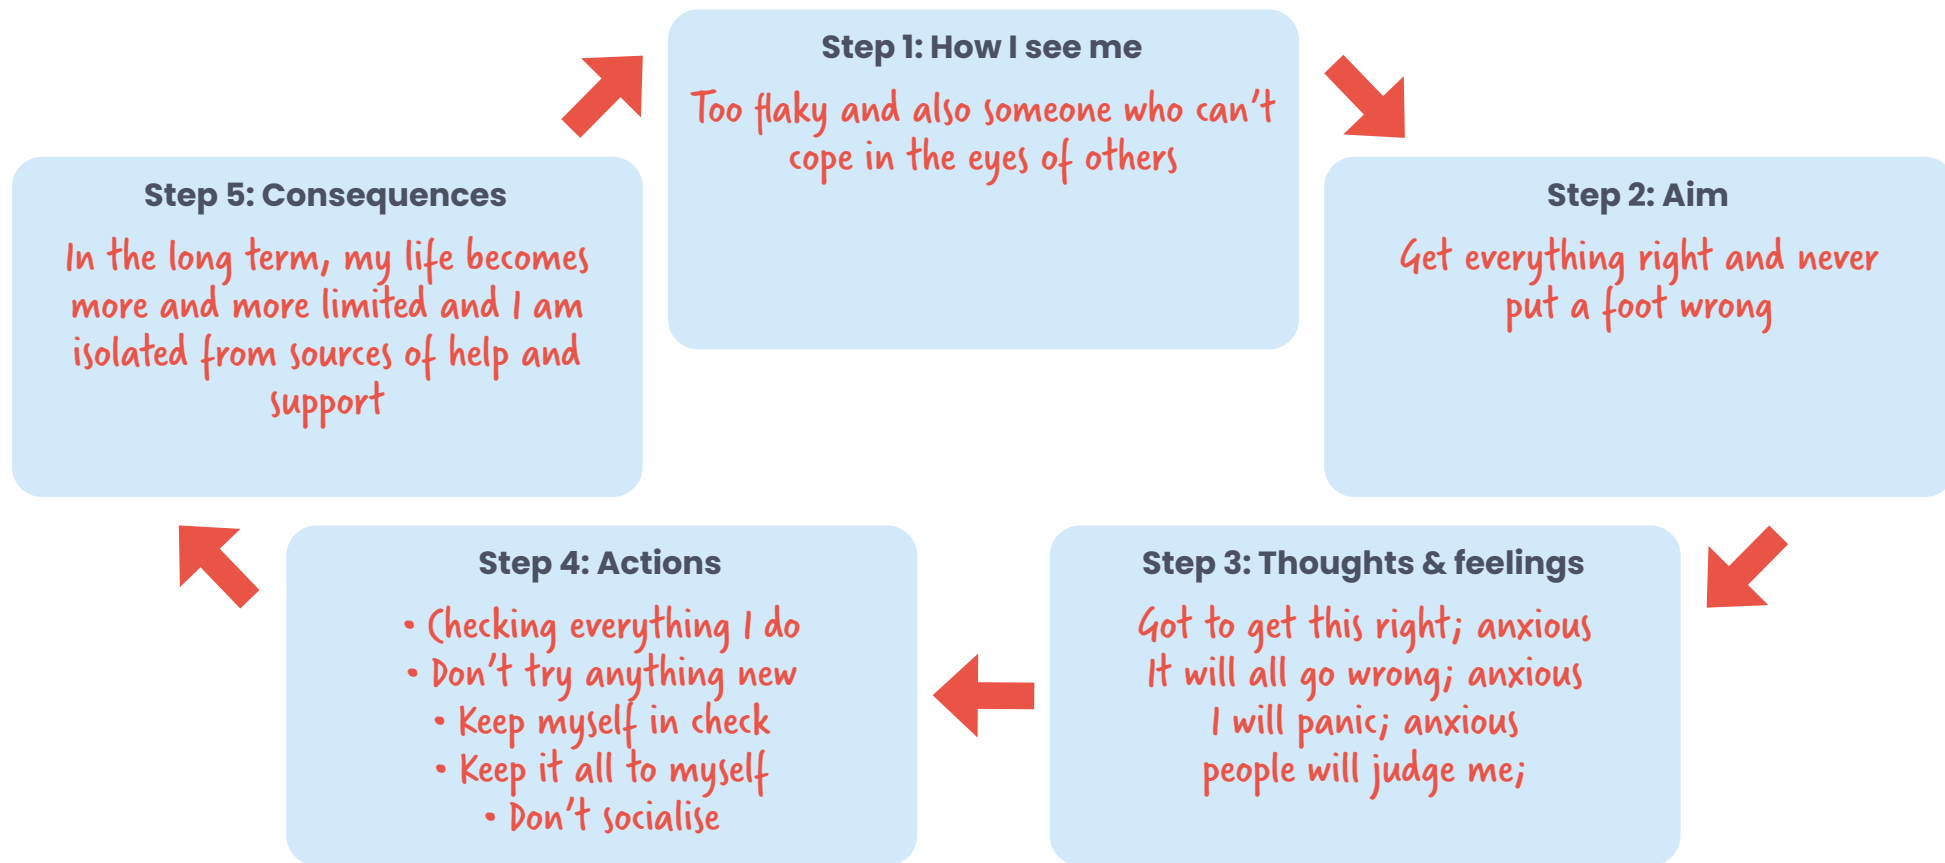 Step 1: How I see me
Too flaky and also someone who can't
cope in the eyes of others
Step 2: Aim
Get everything right and never
put a foot wrong
Step 3: Thoughts & feelings
Got to get this right; anxious
It will all go wrong; anxious
I will panic; anxious
people will judge me;
Step 4: Actions
• Checking everything I do
• Don't try anything new
• Keep myself in check
• Keep it all to myself
• Don't socialise
Step 5: Consequences
In the long term, my life becomes
more and more limited and I am
isolated from sources of help and
support